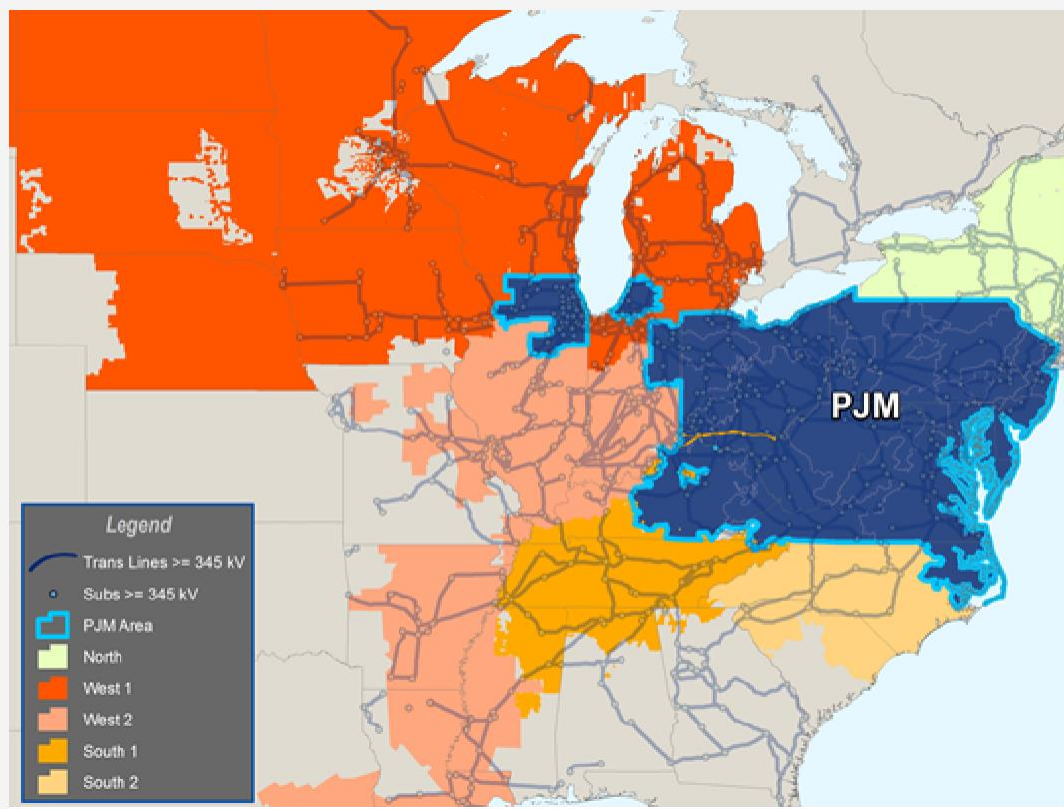 PJM
Legend
Trans Lines >= 345 kV
Subs >= 345 kV
PJM Area
North
West 1
West 2
South 1
South 2